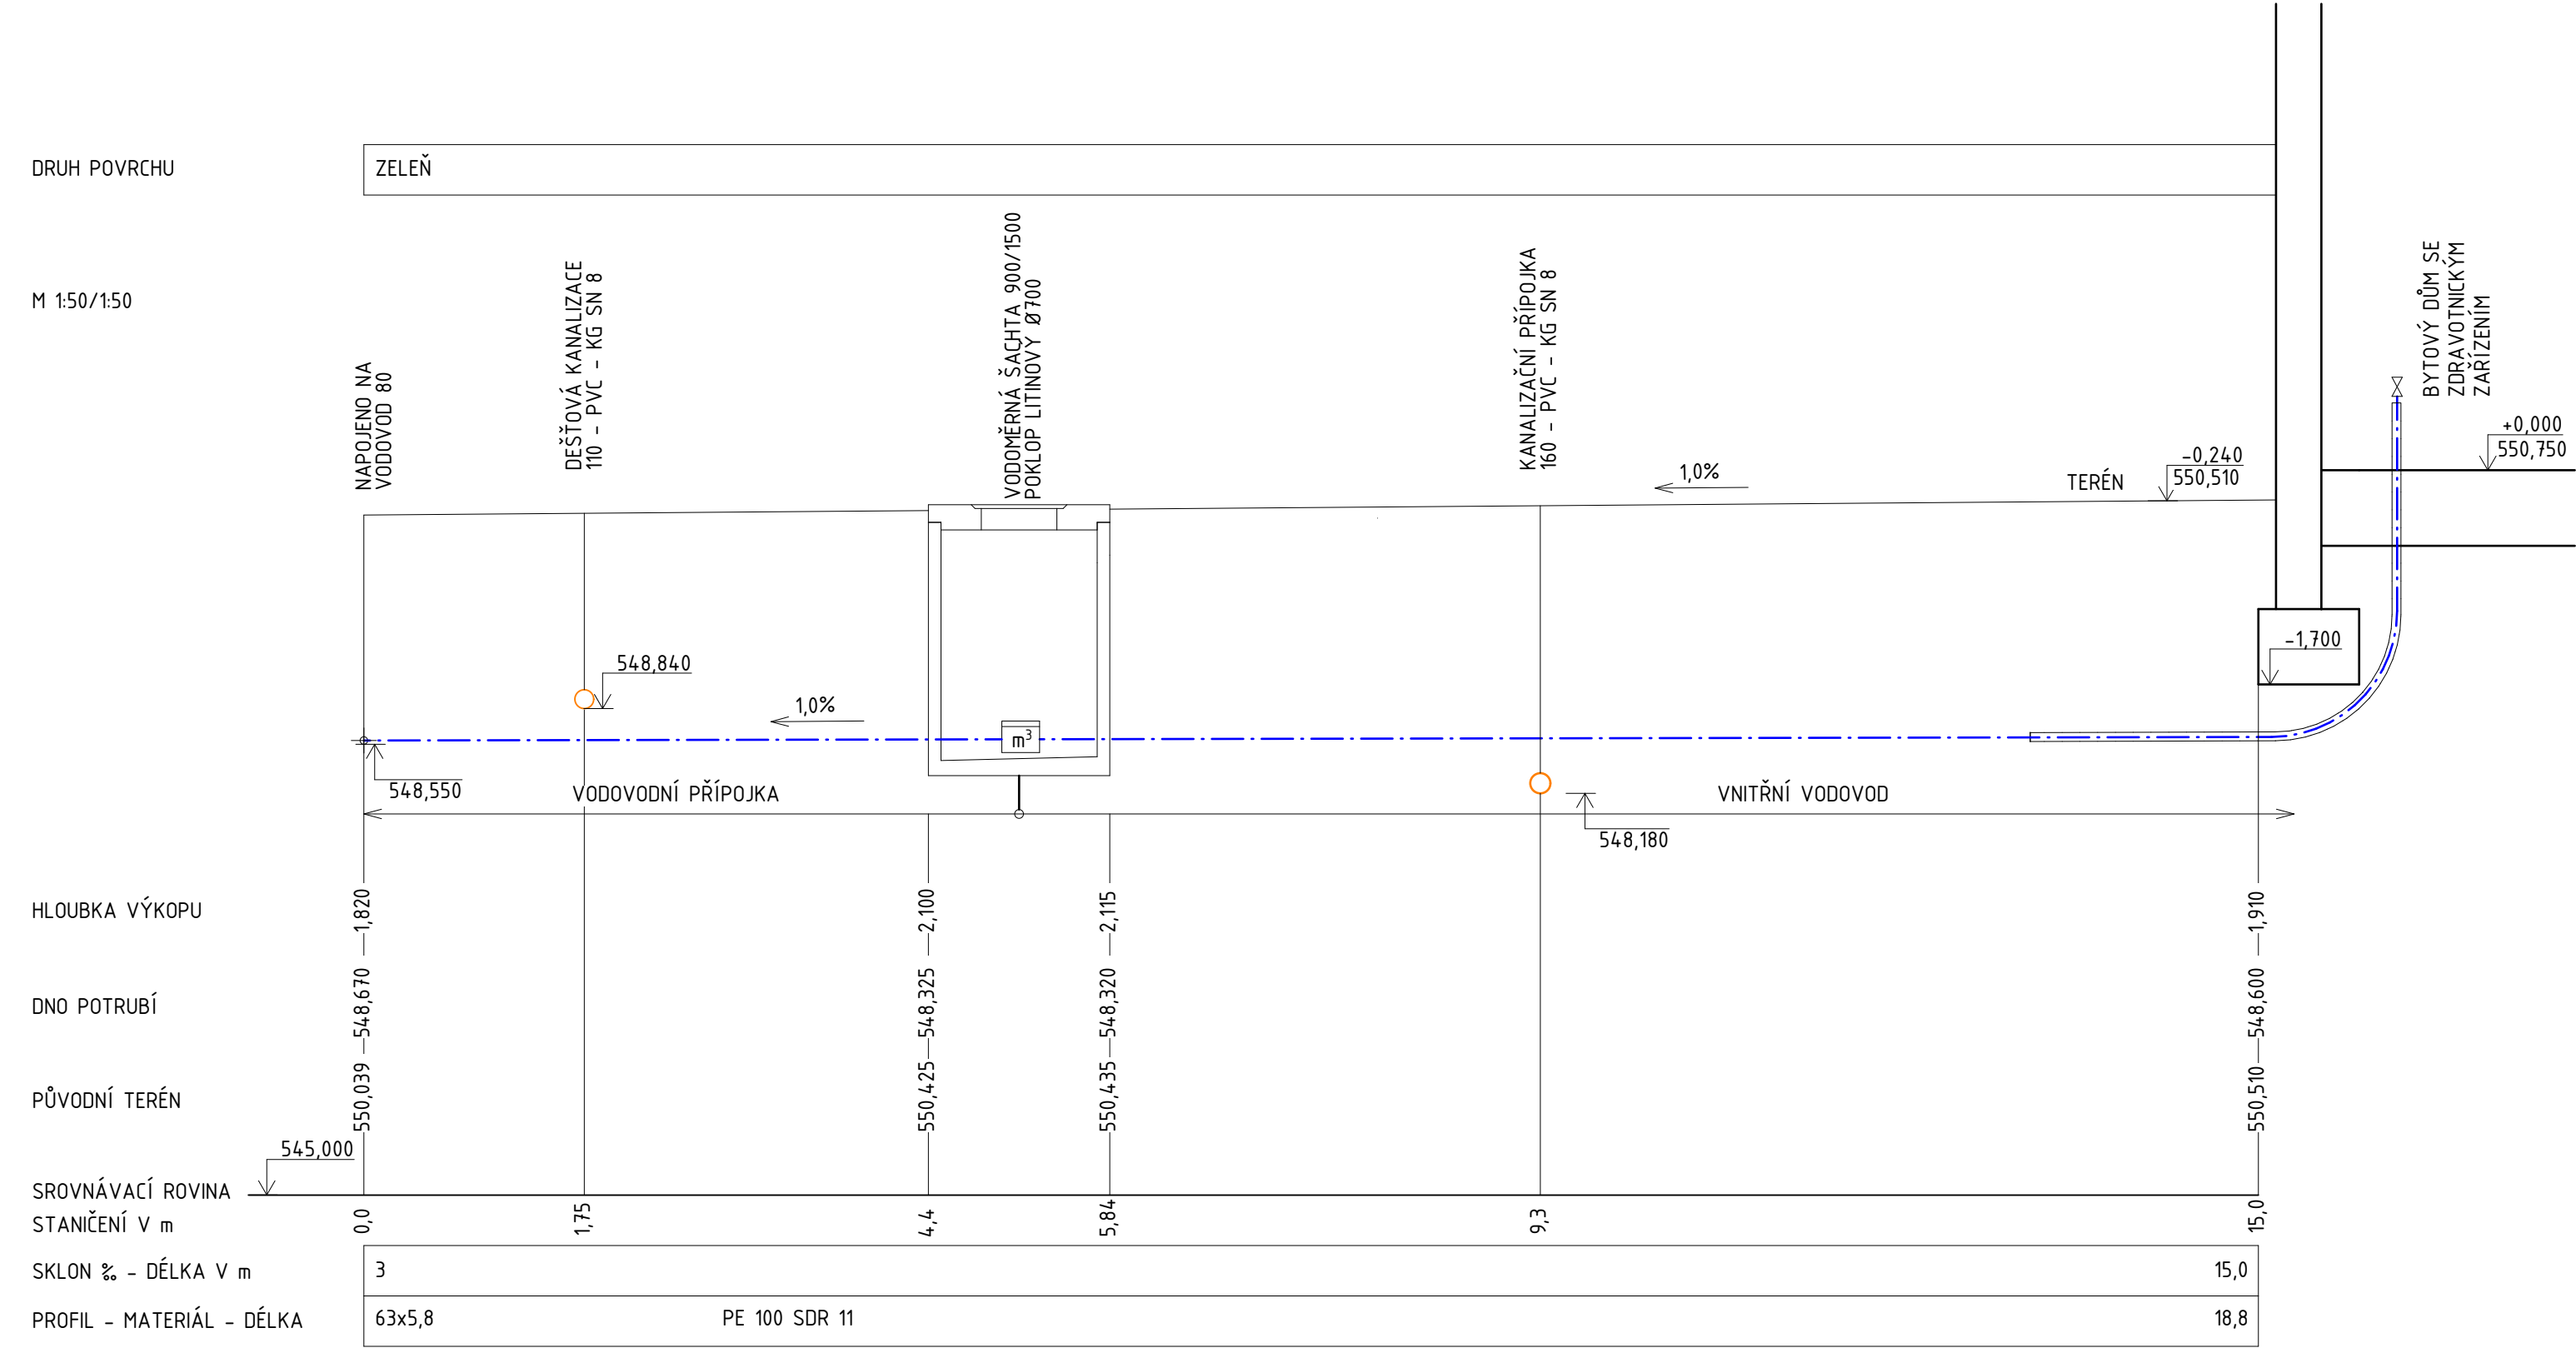 DRUH POVRCHU
ZELEŇ
M 1:50/1:50
NAPOJENO NA
VODOVOD 80
DEŠŤOVÁ KANALIZACE
110 - PVC - KG SN 8
VODOMĚRNÁ ŠACHTA 900/1500
POKLOP LITINOVÝ Ø700
KANALIZAČNÍ PŘÍPOJKA
160 - PVC - KG SN 8
BYTOVÝ DŮM SE
ZDRAVOTNICKÝM
ZAŘÍZENÍM
+0,000
550,750
1,0%
TERÉN
-0,240
550,510
-1,700
548,840
1,0%
m³
548,550
VODOVODNÍ PŘÍPOJKA
VNITŘNÍ VODOVOD
548,180
HLOUBKA VÝKOPU
1,820
2,100
2,115
1,910
DNO POTRUBÍ
548,670
548,325
548,320
548,600
PŮVODNÍ TERÉN
550,039
550,425
550,435
550,510
545,000
SROVNÁVACÍ ROVINA
STANIČENÍ V m
0,0
1,75
4,4
5,84
9,3
15,0
SKLON ‰ - DÉLKA V m
3
15,0
PROFIL - MATERIÁL - DÉLKA
63x5,8
PE 100 SDR 11
18,8